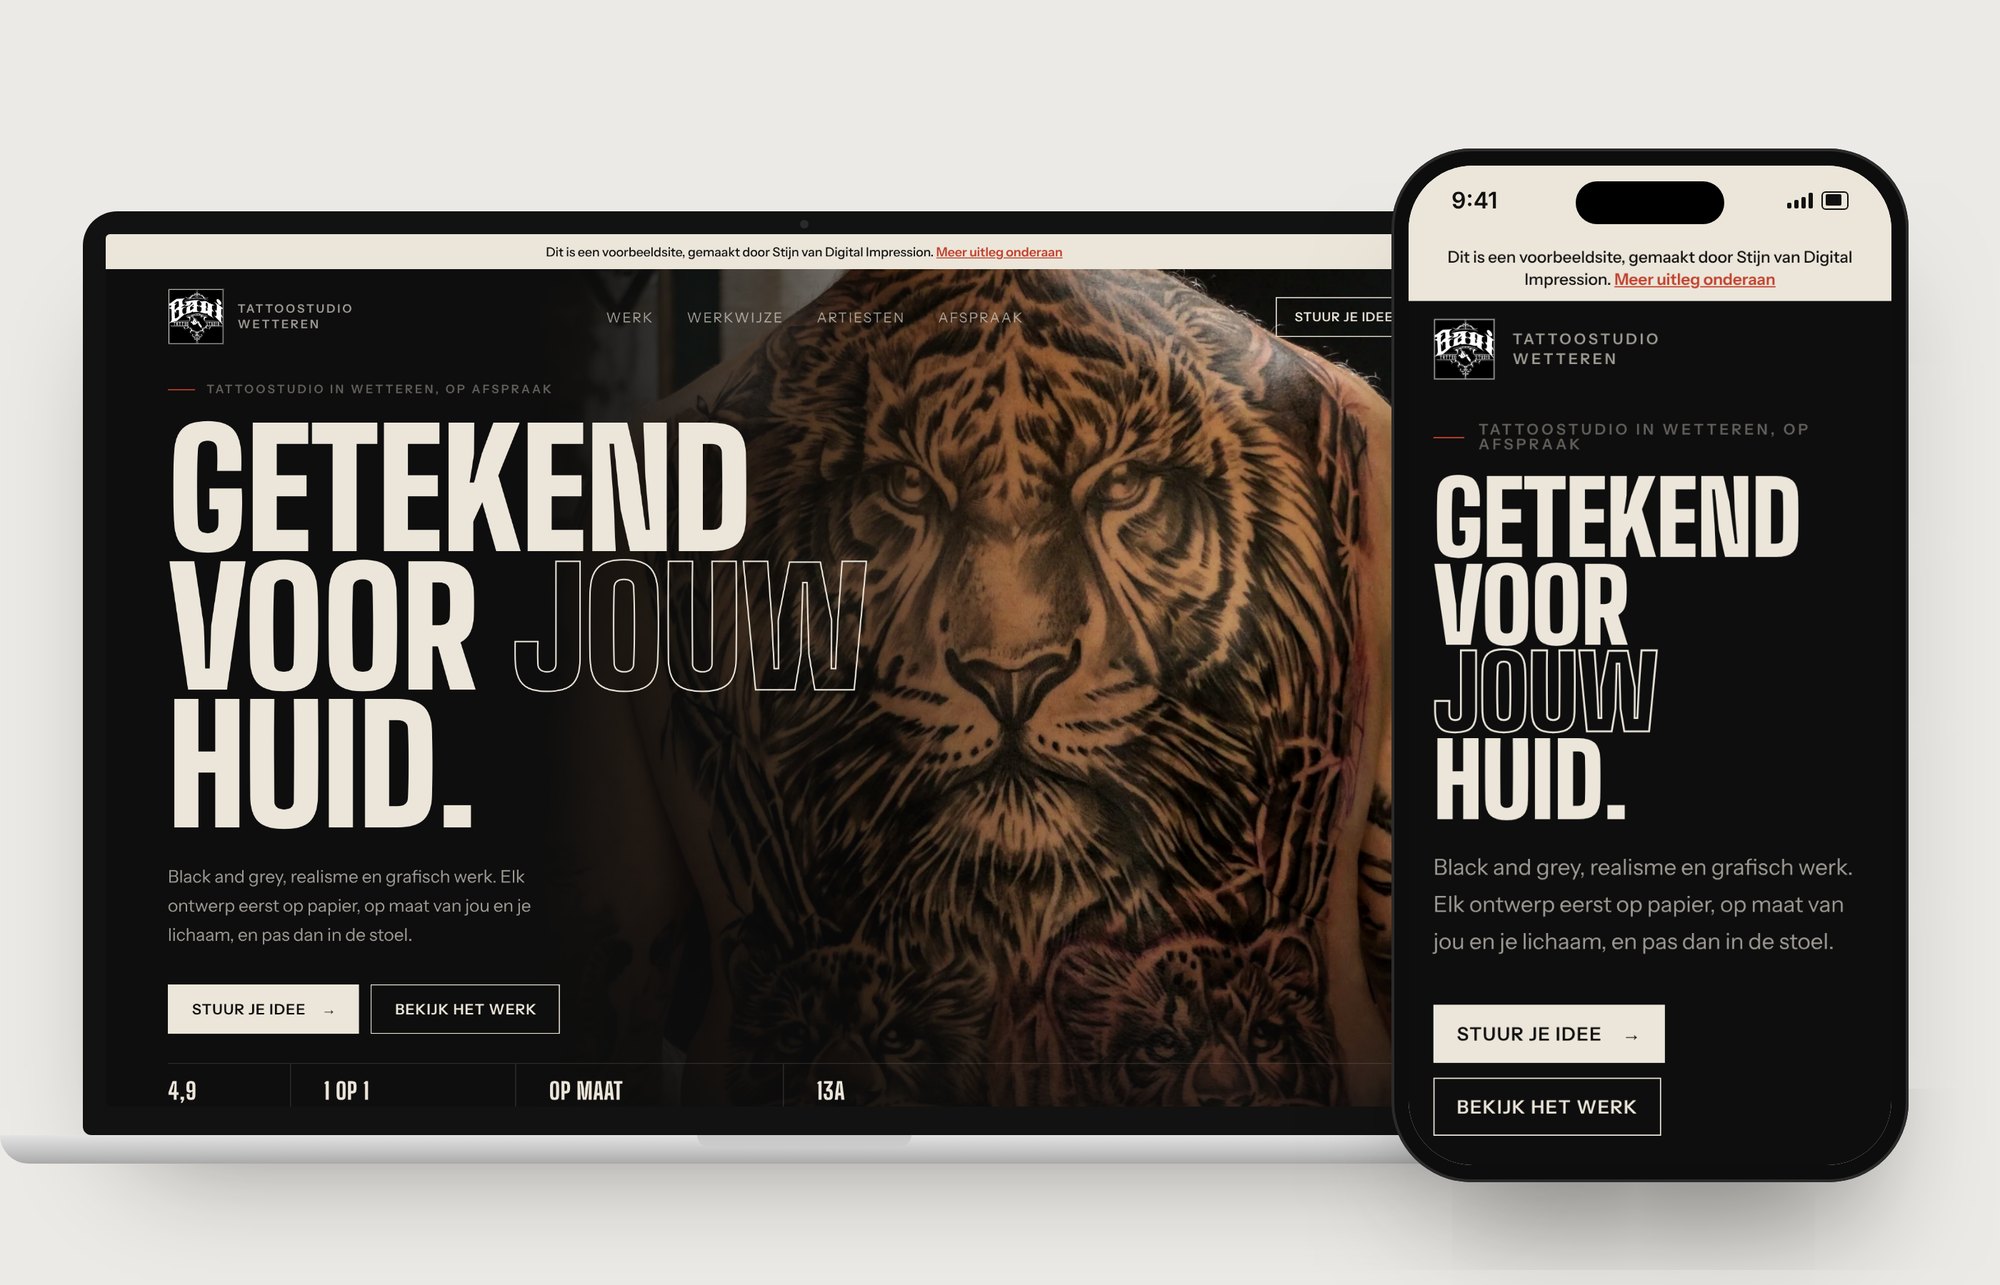 Dit is een voorbeeldsite, gemaakt door Stijn van Digital Impression. Meer uitleg onderaan
Baui
TATTOOSTUDIO
WETTEREN
WERK
WERKWIJZE
ARTIESTEN
AFSPRAAK
STUUR JE IDEE
TATTOOSTUDIO IN WETTEREN, OP AFSPRAAK
GETEKEND
VOOR JOUW
HUID.
Black and grey, realisme en grafisch werk. Elk
ontwerp eerst op papier, op maat van jou en je
lichaam, en pas dan in de stoel.
STUUR JE IDEE →
BEKIJK HET WERK
4,9
1 OP 1
OP MAAT
13A
9:41
Dit is een voorbeeldsite, gemaakt door Stijn van Digital
Impression. Meer uitleg onderaan
Baui
TATTOOSTUDIO
WETTEREN
TATTOOSTUDIO IN WETTEREN, OP
AFSPRAAK
GETEKEND
VOOR
JOUW
HUID.
Black and grey, realisme en grafisch werk.
Elk ontwerp eerst op papier, op maat van
jou en je lichaam, en pas dan in de stoel.
STUUR JE IDEE →
BEKIJK HET WERK